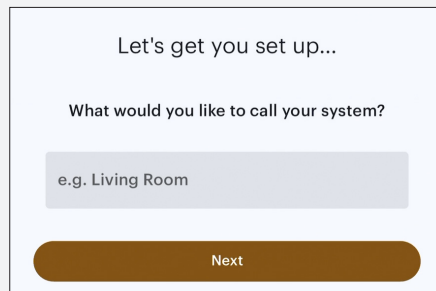 Let's get you set up...
What would you like to call your system?
e.g. Living Room
Next